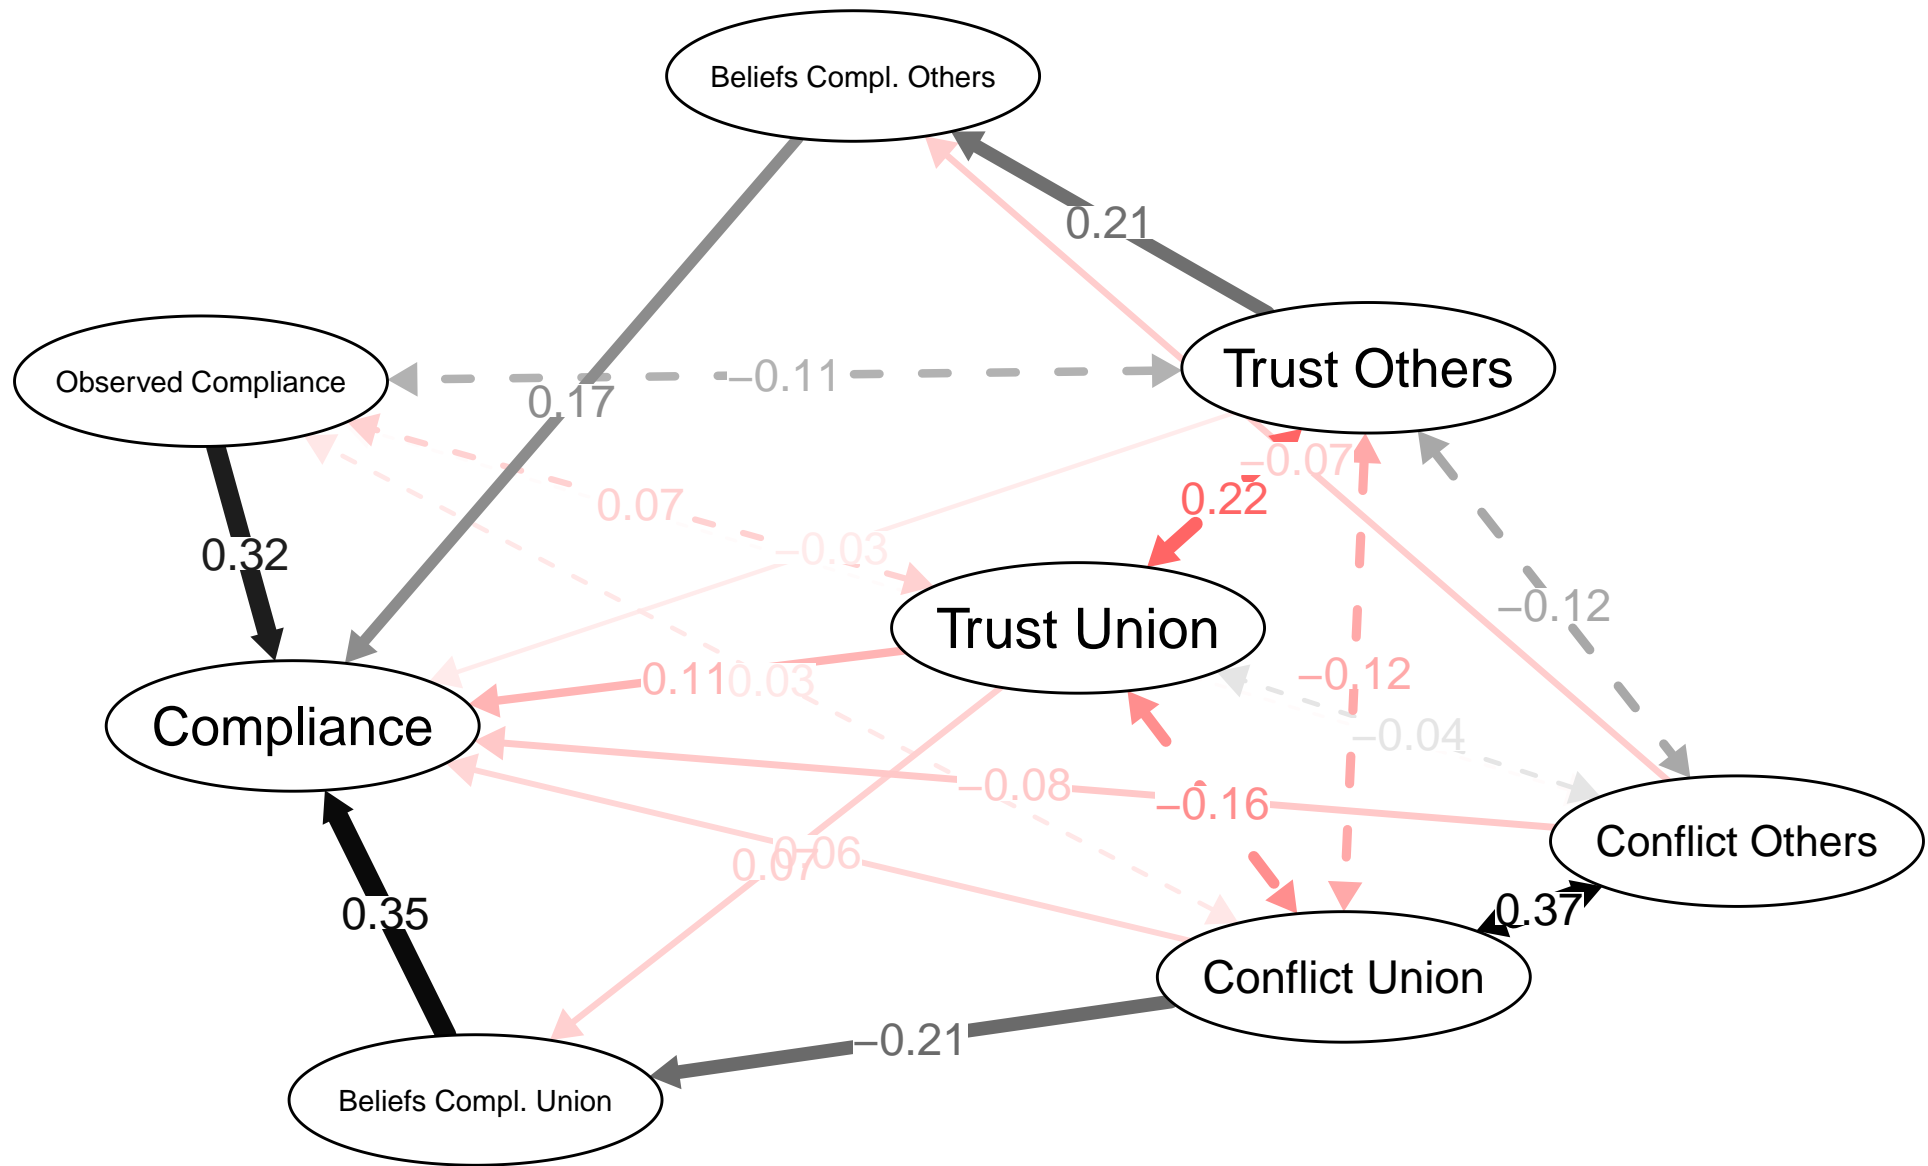 Beliefs Compl. Others
0.21
Trust Others
Observed Compliance
−0.11
0.17
−0.07
0.22
0.07
0.32
−0.03
−0.12
Trust Union
0.11
0.03
−0.12
Compliance
−0.04
−0.08
−0.16
Conflict Others
0.06
0.07
0.35
0.37
Conflict Union
−0.21
Beliefs Compl. Union